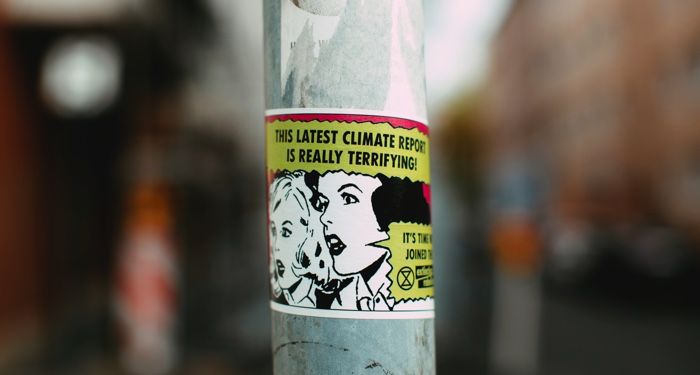 THIS LATEST CLIMATE REPORT
IS REALLY TERRIFYING!
IT'S TIME
JOINED